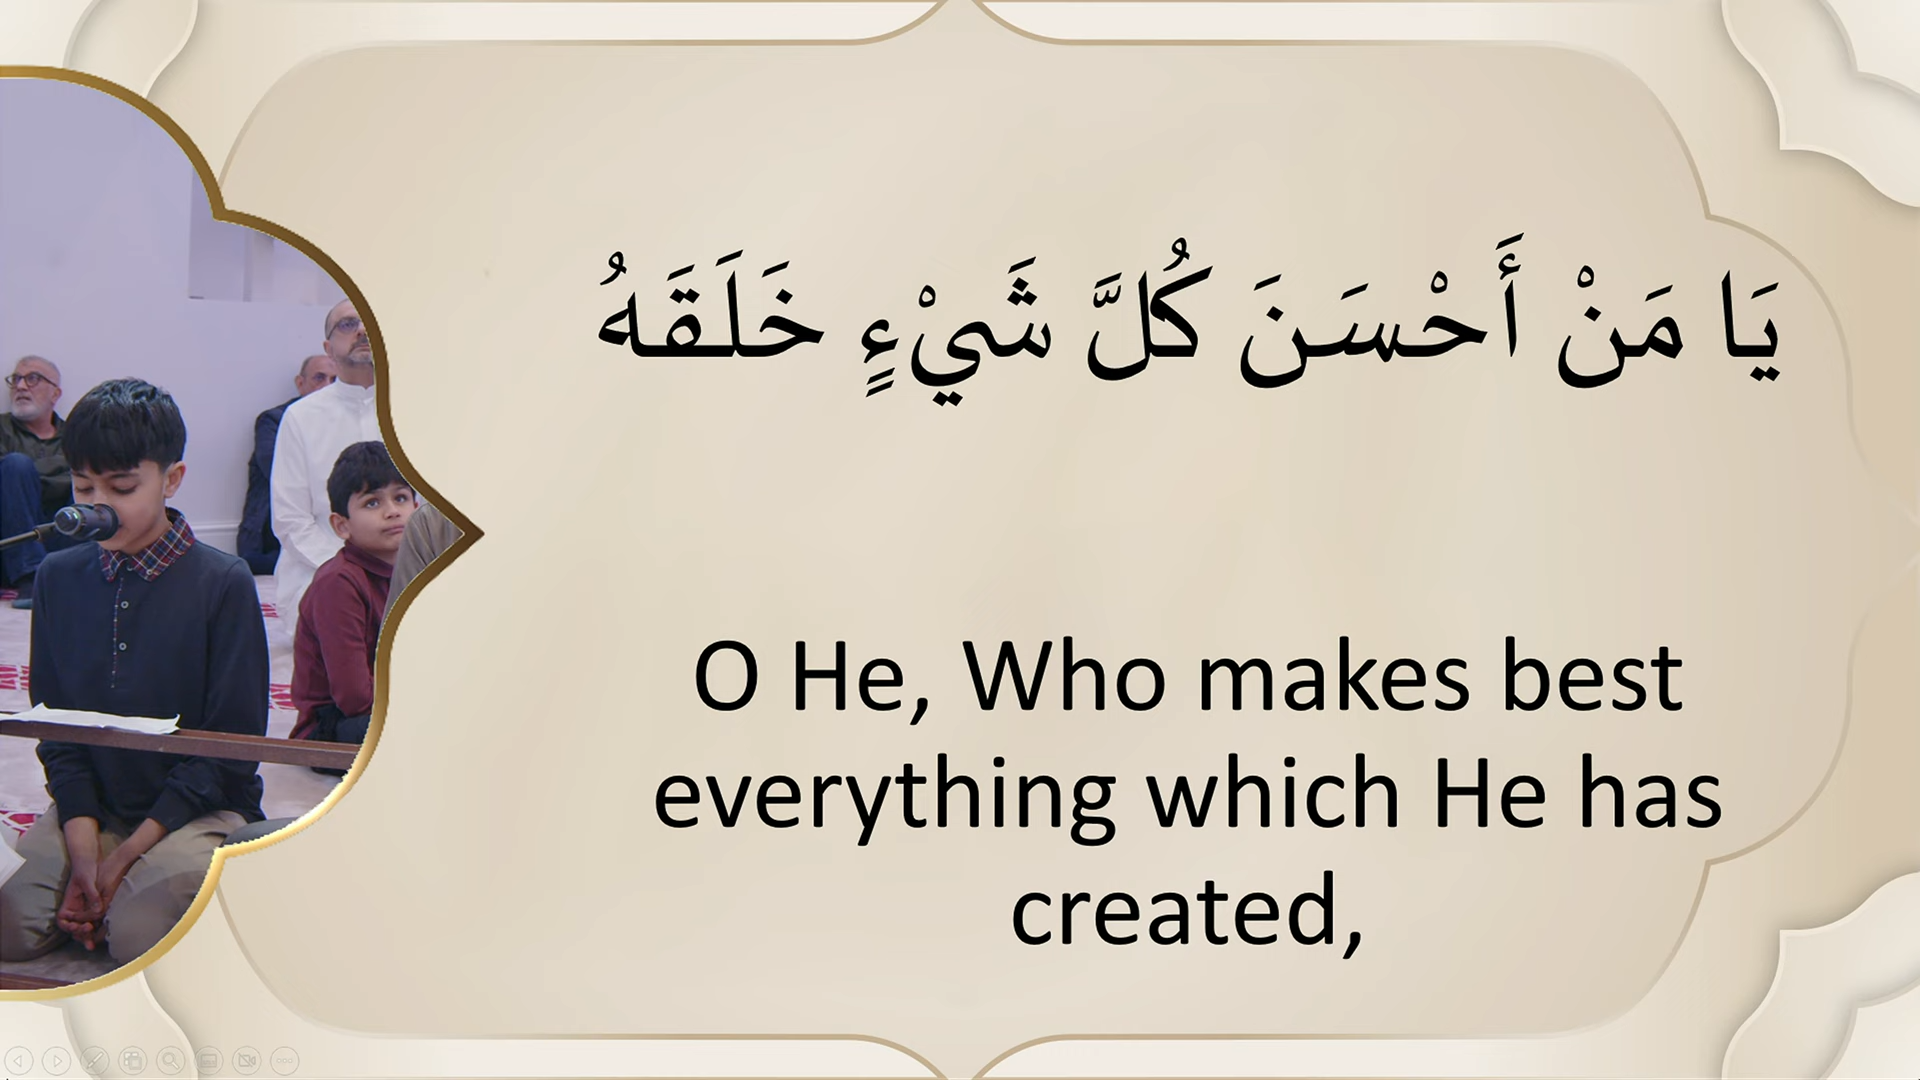 يَا مَنْ أَحْسَنَ كُلَّ شَيْءٍ خَلَقَهُ
O He, Who makes best
everything which He has
created,